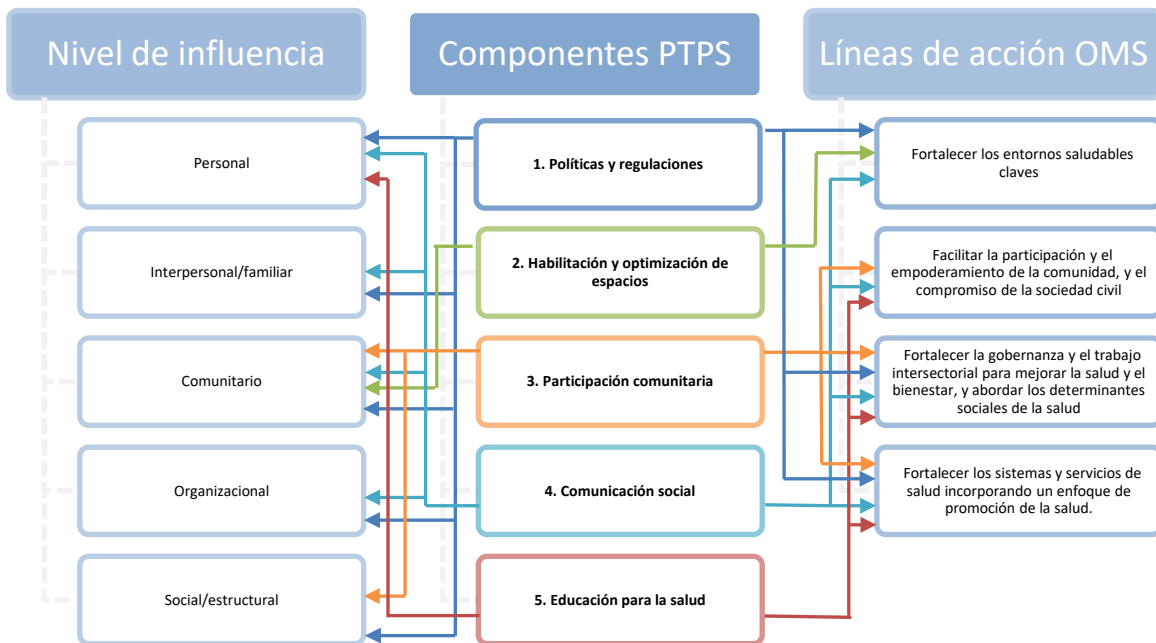 Nivel de influencia
Componentes PTPS
Líneas de acción OMS
Personal
Interpersonal/familiar
Comunitario
Organizacional
Social/estructural
1. Políticas y regulaciones
2. Habilitación y optimización de
espacios
3. Participación comunitaria
4. Comunicación social
5. Educación para la salud
Fortalecer los entornos saludables
claves
Facilitar la participación y el
empoderamiento de la comunidad, y el
compromiso de la sociedad civil
Fortalecer la gobernanza y el trabajo
intersectorial para mejorar la salud y el
bienestar, y abordar los determinantes
sociales de la salud
Fortalecer los sistemas y servicios de
salud incorporando un enfoque de
promoción de la salud.